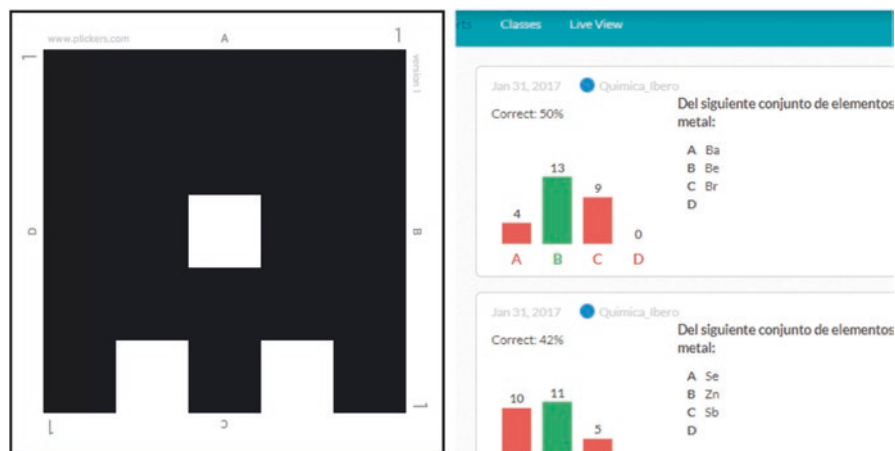 www.plickers.com A 1
1
version 1
D
B
1 C 1
rts Classes Live View
Jan 31, 2017 Quimica_Ibero
Correct: 50%
Del siguiente conjunto de elementos
metal:
A Ba
B Be
C Br
D
4 13 9 0
A B C D
Jan 31, 2017 Quimica_Ibero
Correct: 42%
Del siguiente conjunto de elementos
metal:
A Se
B Zn
C Sb
D
10 11 5